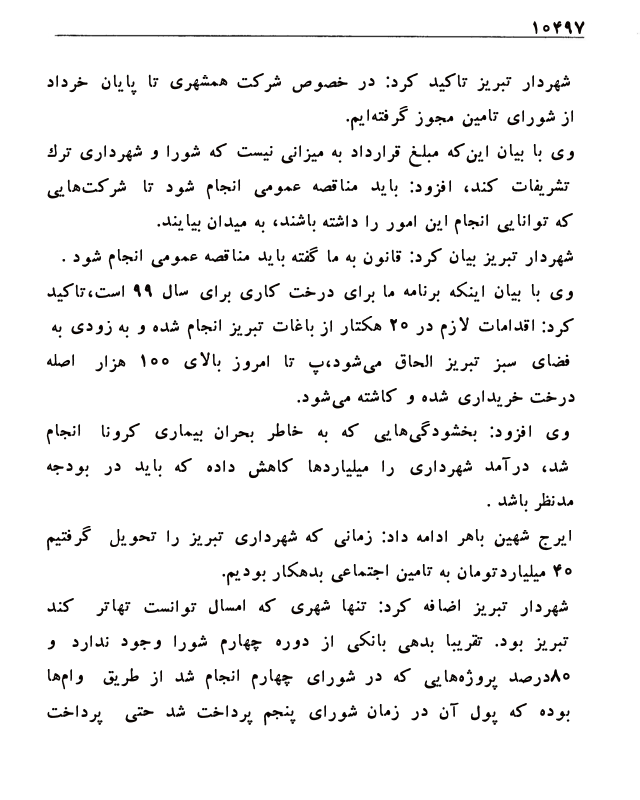 ۱۰۴۹۷
شهردار تبریز تاکید کرد: در خصوص شرکت همشهری تا پایان خرداد
از شورای تامین مجوز گرفته‌ایم.
وی با بیان این‌که مبلغ قرارداد به میزانی نیست که شورا و شهرداری ترك
تشریفات کند، افزود: باید مناقصه عمومی انجام شود تا شرکت‌هایی
که توانایی انجام این امور را داشته باشند، به میدان بیایند.
شهردار تبریز بیان کرد: قانون به ما گفته باید مناقصه عمومی انجام شود .
وی با بیان اینکه برنامه ما برای درخت کاری برای سال ۹۹ است،تاکید
کرد: اقدامات لازم در ۲۵ هکتار از باغات تبریز انجام شده و به زودی به
فضای سبز تبریز الحاق می‌شود،پ تا امروز بالای ۱۰۰ هزار اصله
درخت خریداری شده و کاشته می‌شود.
وی افزود: بخشودگی‌هایی که به خاطر بحران بیماری کرونا انجام
شد، درآمد شهرداری را میلیاردها کاهش داده که باید در بودجه
مدنظر باشد .
ایرج شهین باهر ادامه داد: زمانی که شهرداری تبریز را تحویل گرفتیم
۴۰ میلیاردتومان به تامین اجتماعی بدهکار بودیم.
شهردار تبریز اضافه کرد: تنها شهری که امسال توانست تهاتر کند
تبریز بود. تقریبا بدهی بانکی از دوره چهارم شورا وجود ندارد و
۸۰درصد پروژه‌هایی که در شورای چهارم انجام شد از طریق وام‌ها
بوده که پول آن در زمان شورای پنجم پرداخت شد حتی پرداخت